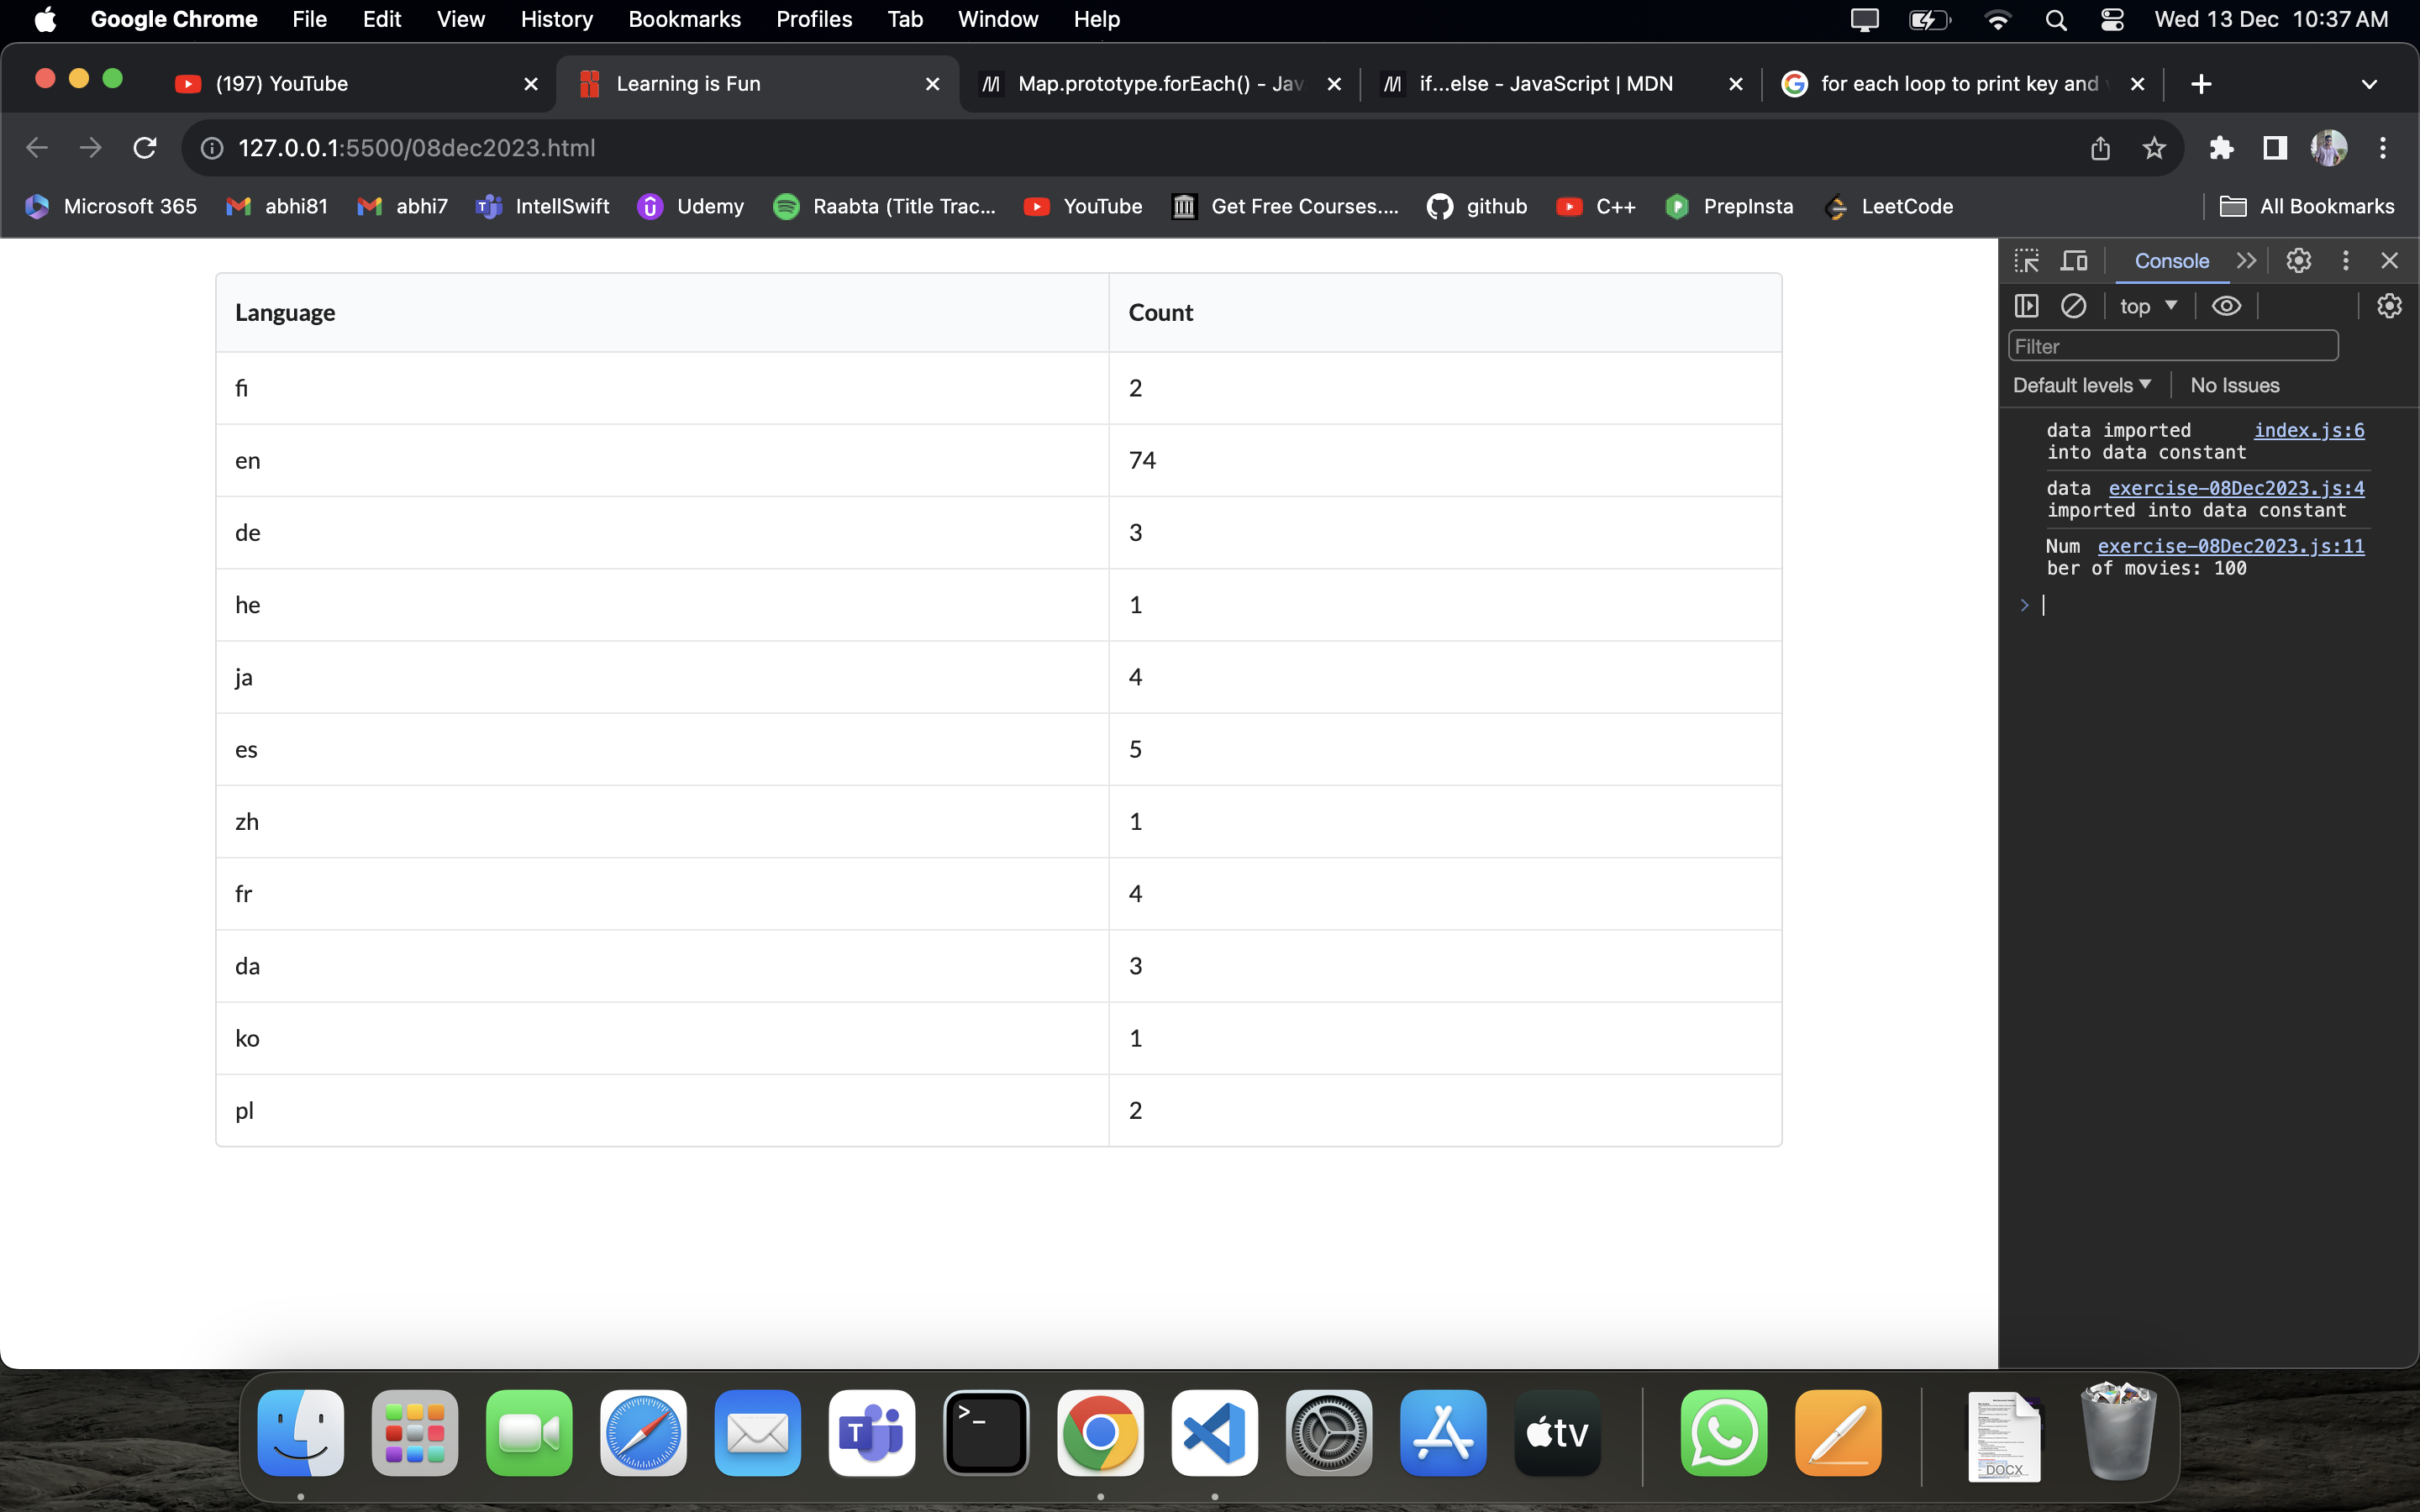 Google Chrome File Edit View History Bookmarks Profiles Tab Window Help Wed 13 Dec 10:37 AM
(197) YouTube Learning is Fun Map.prototype.forEach() - Jav if...else - JavaScript | MDN for each loop to print key and
127.0.0.1:5500/08dec2023.html
Microsoft 365 abhi81 abhi7 IntellSwift Udemy Raabta (Title Trac... YouTube Get Free Courses.... github C++ PrepInsta LeetCode All Bookmarks
Language Count
fi 2
en 74
de 3
he 1
ja 4
es 5
zh 1
fr 4
da 3
ko 1
pl 2
Console
top
Filter
Default levels No Issues
data imported index.js:6
into data constant
data exercise-08Dec2023.js:4
imported into data constant
Num exercise-08Dec2023.js:11
ber of movies: 100
>
T >_ tv DOCX